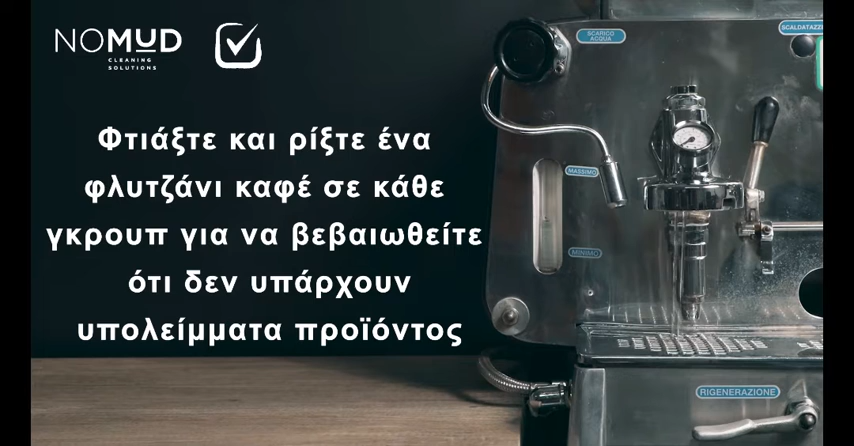 NOMUD
CLEANING
SOLUTIONS
Φτιάξτε και ρίξτε ένα
φλυτζάνι καφέ σε κάθε
γκρουπ για να βεβαιωθείτε
ότι δεν υπάρχουν
υπολείμματα προϊόντος
SCARICO
ACQUA
SCALDATAZZ
MASSIMO
MINIMO
RIGENERAZIONE